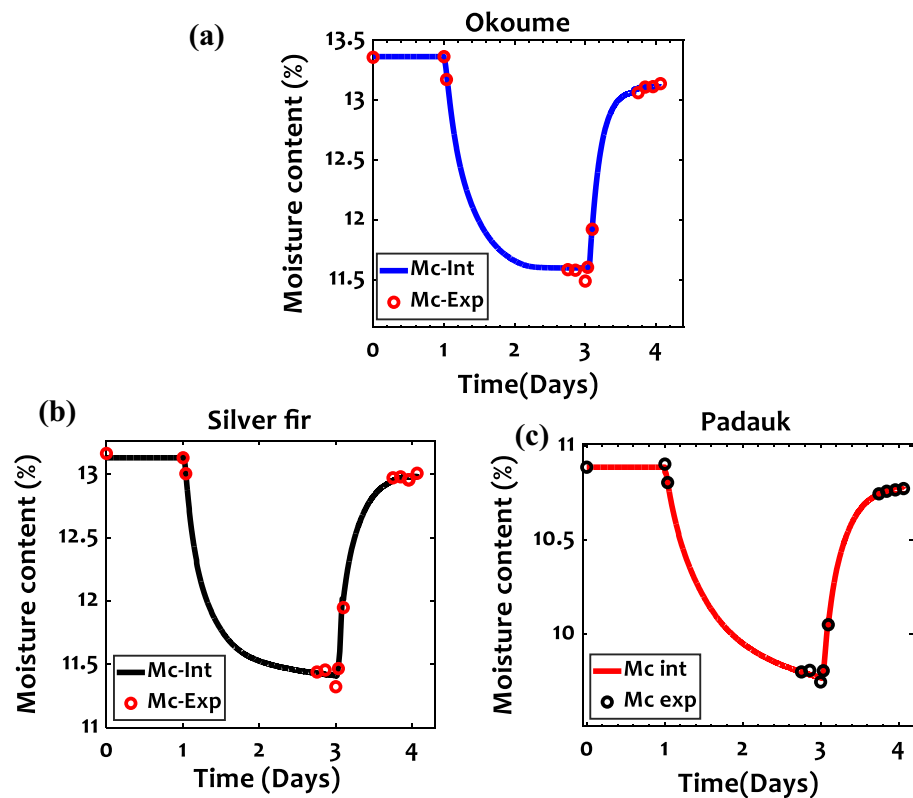 (a)
Okoume
Moisture content (%)
13.5
13
12.5
12
11.5
Mc-Int
Mc-Exp
0 1 2 3 4
Time(Days)
(b)
Silver fir
Moisture content (%)
13
12.5
12
11.5
11
Mc-Int
Mc-Exp
0 1 2 3 4
Time (Days)
(c)
Padauk
Moisture content (%)
11
10.5
10
Mc int
Mc exp
0 1 2 3 4
Time(Days)